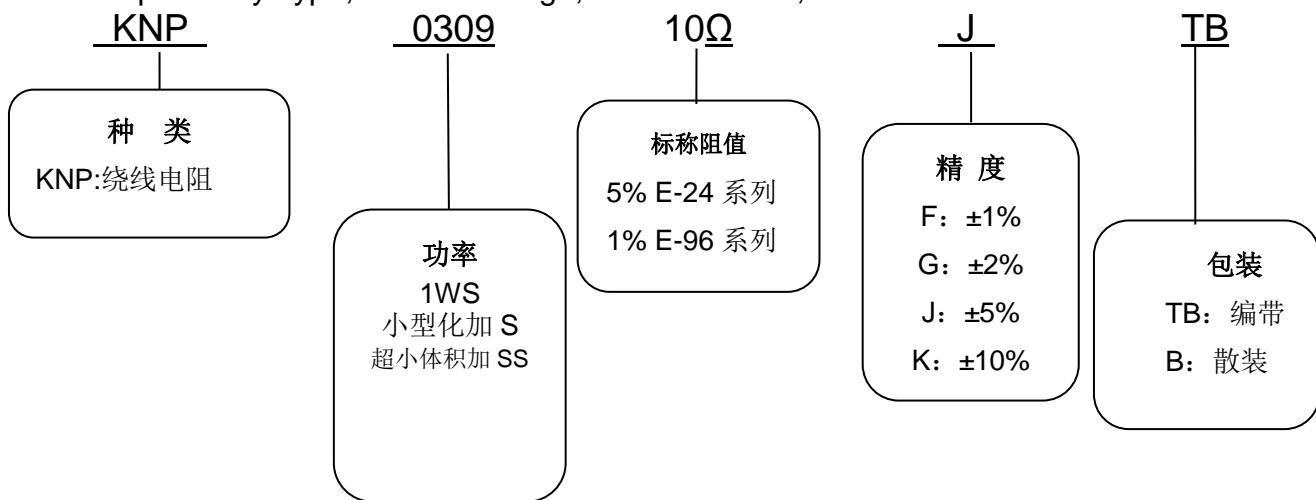 KNP 0309 10Ω J TB
种 类
KNP:绕线电阻
功率
1WS
小型化加 S
超小体积加 SS
标称阻值
5% E-24 系列
1% E-96 系列
精 度
F：±1%
G：±2%
J：±5%
K：±10%
包装
TB：编带
B：散装